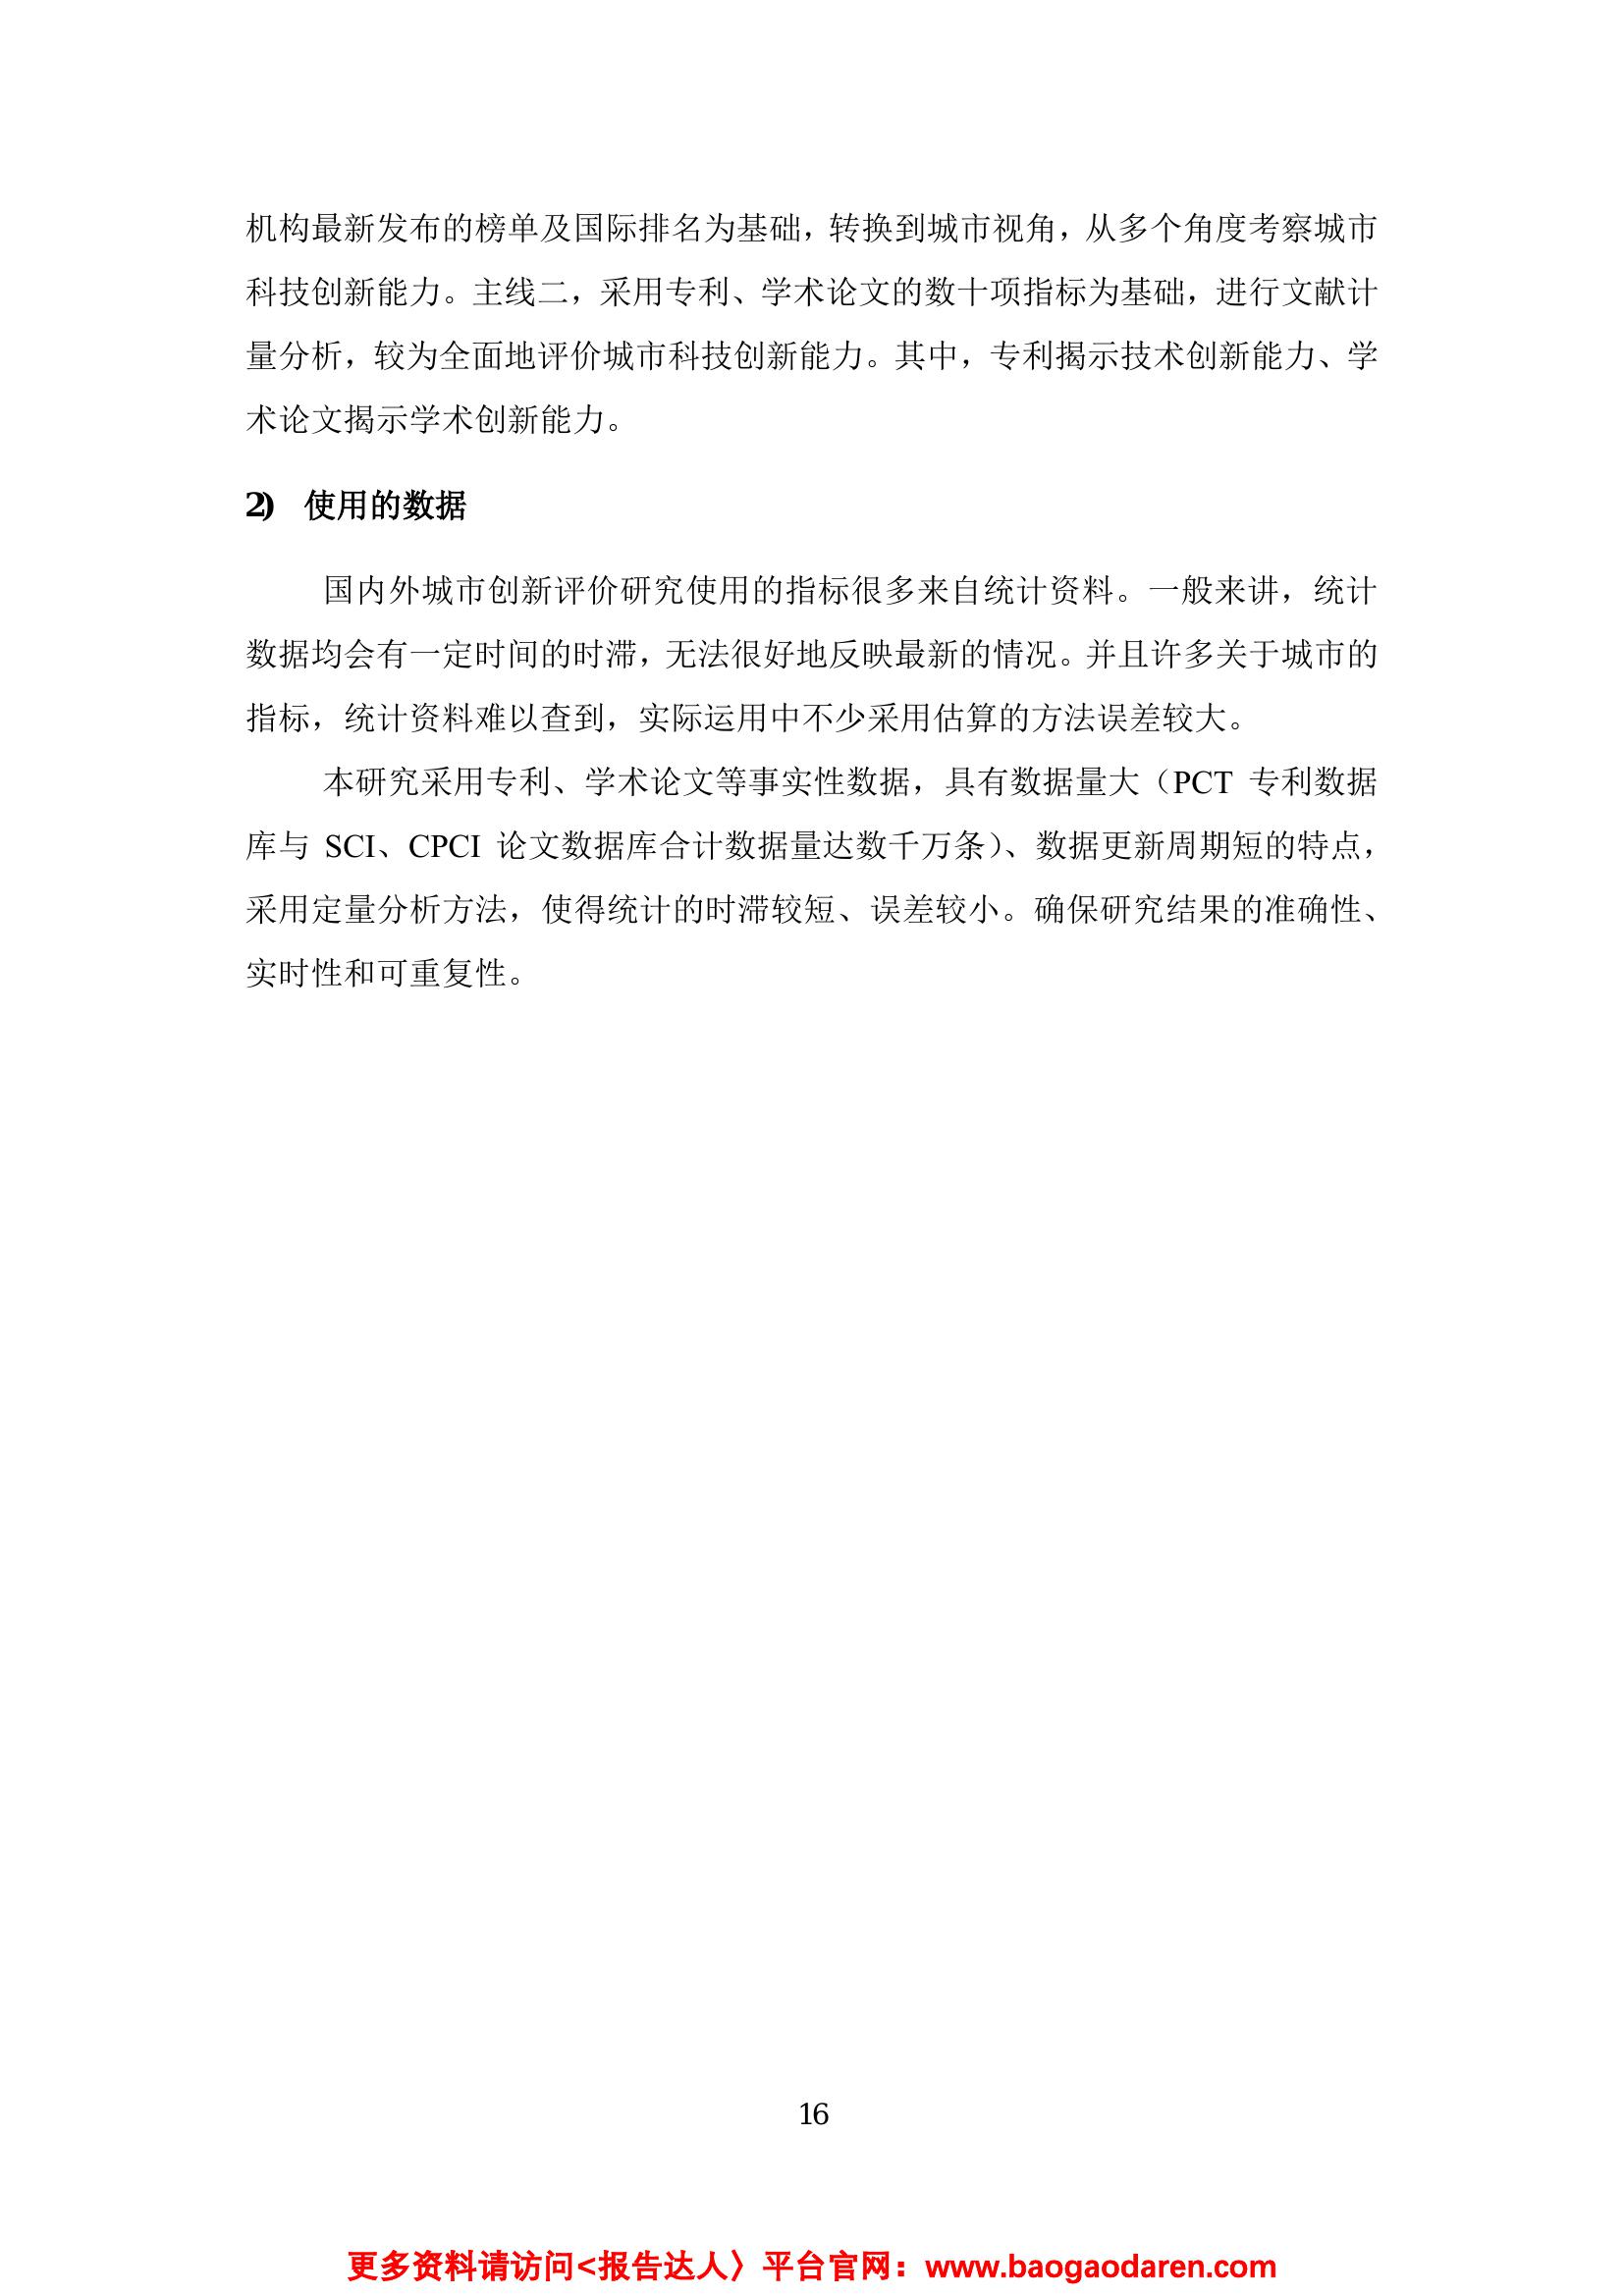 机构最新发布的榜单及国际排名为基础，转换到城市视角，从多个角度考察城市
科技创新能力。主线二，采用专利、学术论文的数十项指标为基础，进行文献计
量分析，较为全面地评价城市科技创新能力。其中，专利揭示技术创新能力、学
术论文揭示学术创新能力。
2) 使用的数据
国内外城市创新评价研究使用的指标很多来自统计资料。一般来讲，统计
数据均会有一定时间的时滞，无法很好地反映最新的情况。并且许多关于城市的
指标，统计资料难以查到，实际运用中不少采用估算的方法误差较大。
本研究采用专利、学术论文等事实性数据，具有数据量大（PCT 专利数据
库与 SCI、CPCI 论文数据库合计数据量达数千万条）、数据更新周期短的特点，
采用定量分析方法，使得统计的时滞较短、误差较小。确保研究结果的准确性、
实时性和可重复性。
16
更多资料请访问<报告达人〉平台官网：www.baogaodaren.com